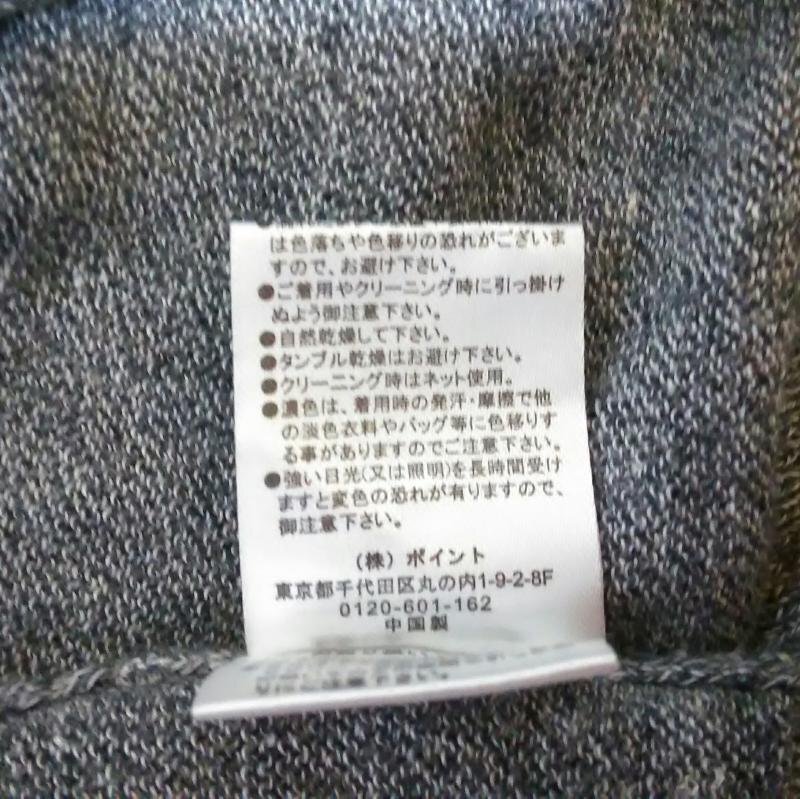 は色落ちや色移りの恐れがございま
すので、お避け下さい。
●ご着用やクリーニング時に引っ掛け
ぬよう御注意下さい。
●自然乾燥して下さい。
●タンブル乾燥はお避け下さい。
●クリーニング時はネット使用。
●濃色は、着用時の発汗・摩擦で他
の淡色衣料やバッグ等に色移りす
る事がありますのでご注意下さい。
●強い日光(又は照明)を長時間受け
ますと変色の恐れが有りますので、
御注意下さい。
(株)ポイント
東京都千代田区丸の内1-9-2-8F
0120-601-162
中国製